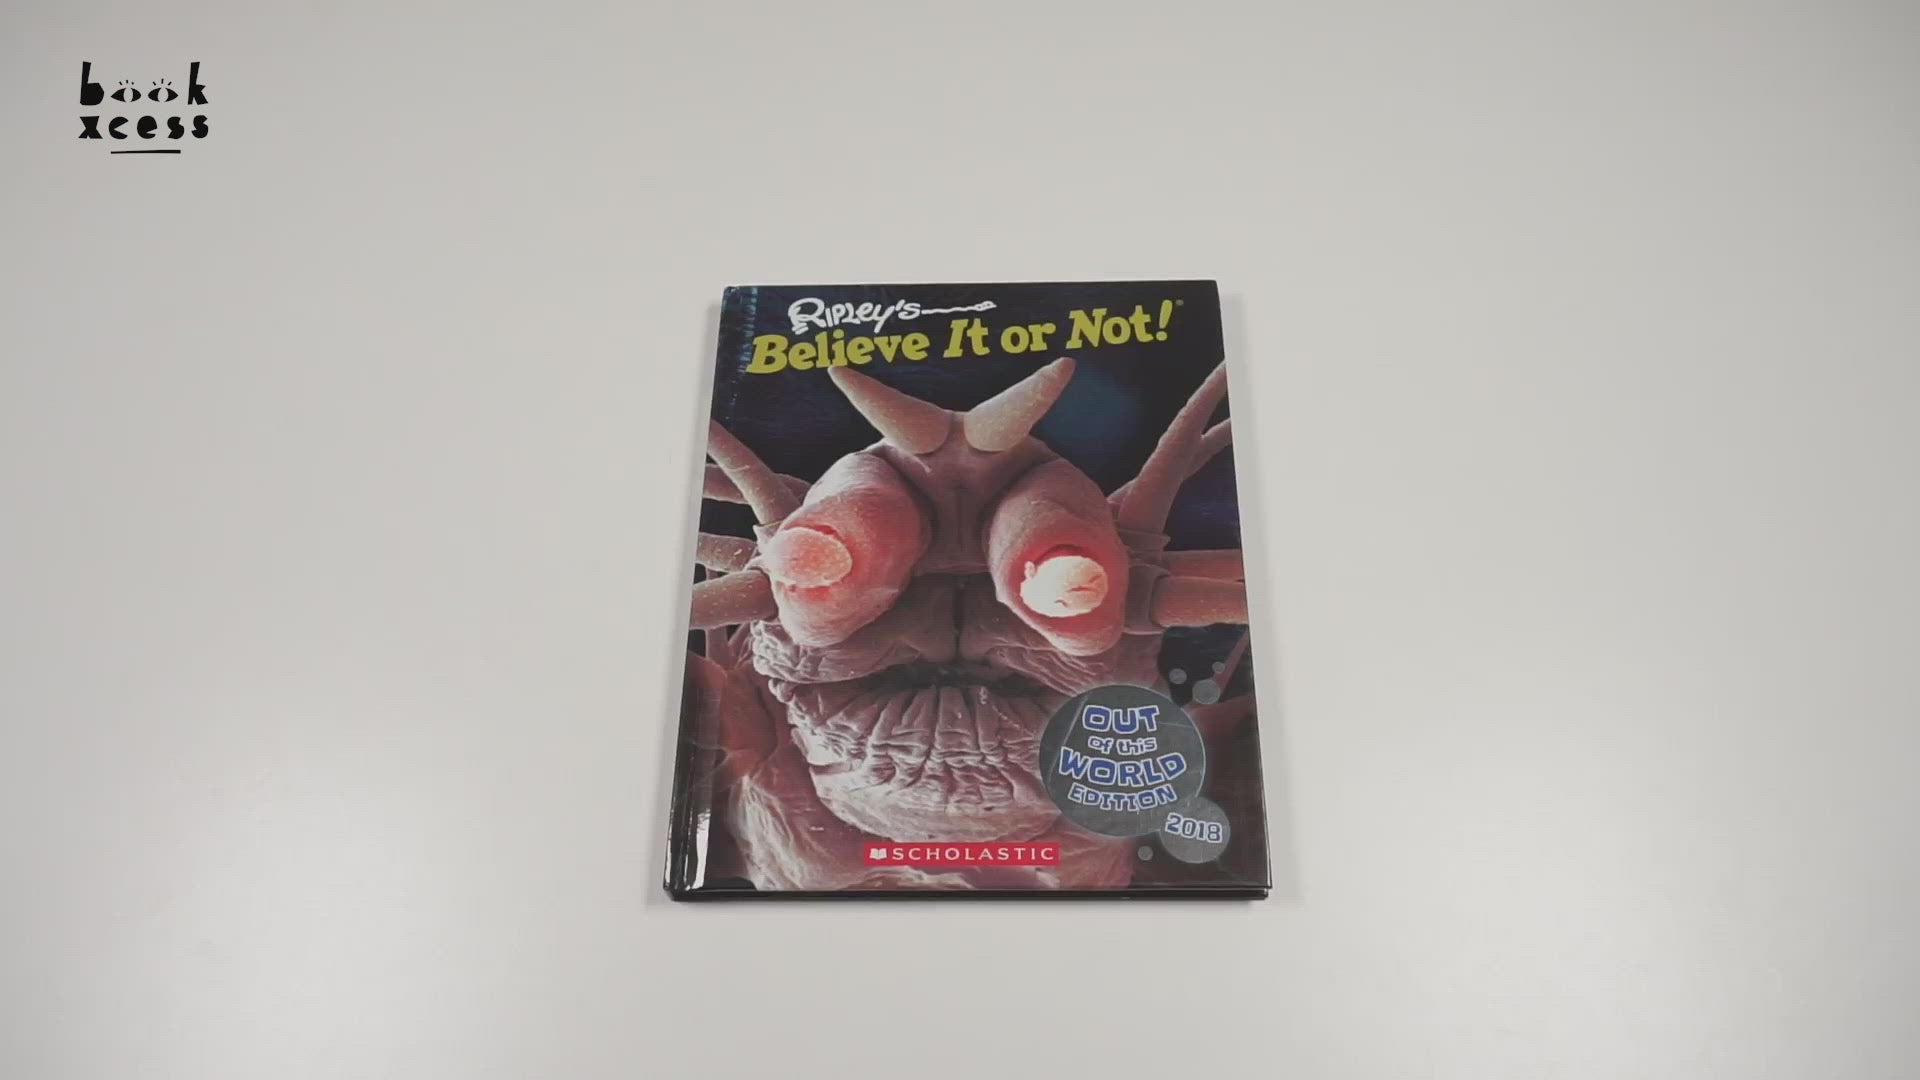 book
xcess
Ripley's
Believe It or Not!®
OUT
of this
WORLD
EDITION
2018
SCHOLASTIC